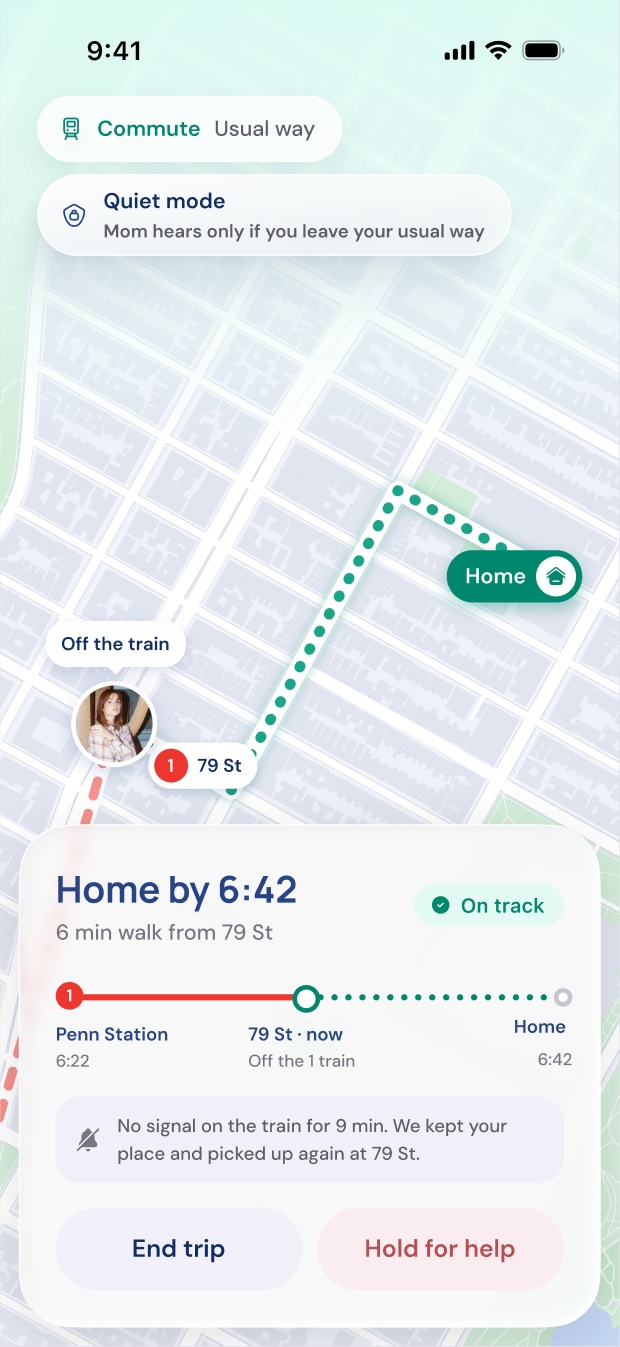 9:41
Commute Usual way
Quiet mode
Mom hears only if you leave your usual way
Home
Off the train
1 79 St
Home by 6:42
On track
6 min walk from 79 St
1
Penn Station
79 St · now
Home
6:22
Off the 1 train
6:42
No signal on the train for 9 min. We kept your
place and picked up again at 79 St.
End trip
Hold for help